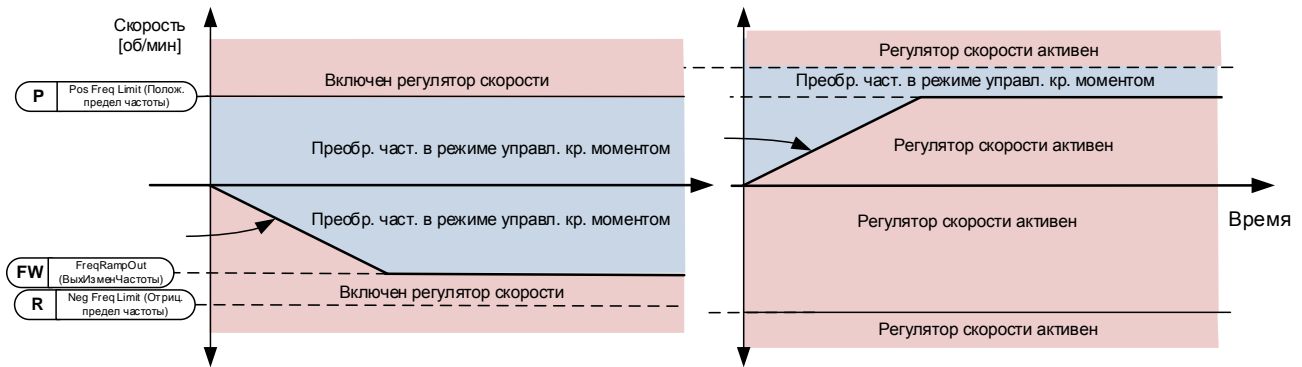 Скорость
[об/мин]
Включен регулятор скорости
P
Pos Freq Limit (Полож.
предел частоты)
Преобр. част. в режиме управл. кр. моментом
Преобр. част. в режиме управл. кр. моментом
FW
FreqRampOut
(ВыхИзменЧастоты)
Включен регулятор скорости
R
Neg Freq Limit (Отриц.
предел частоты)
Регулятор скорости активен
Преобр. част. в режиме управл. кр. моментом
Регулятор скорости активен
Регулятор скорости активен
Время
Регулятор скорости активен